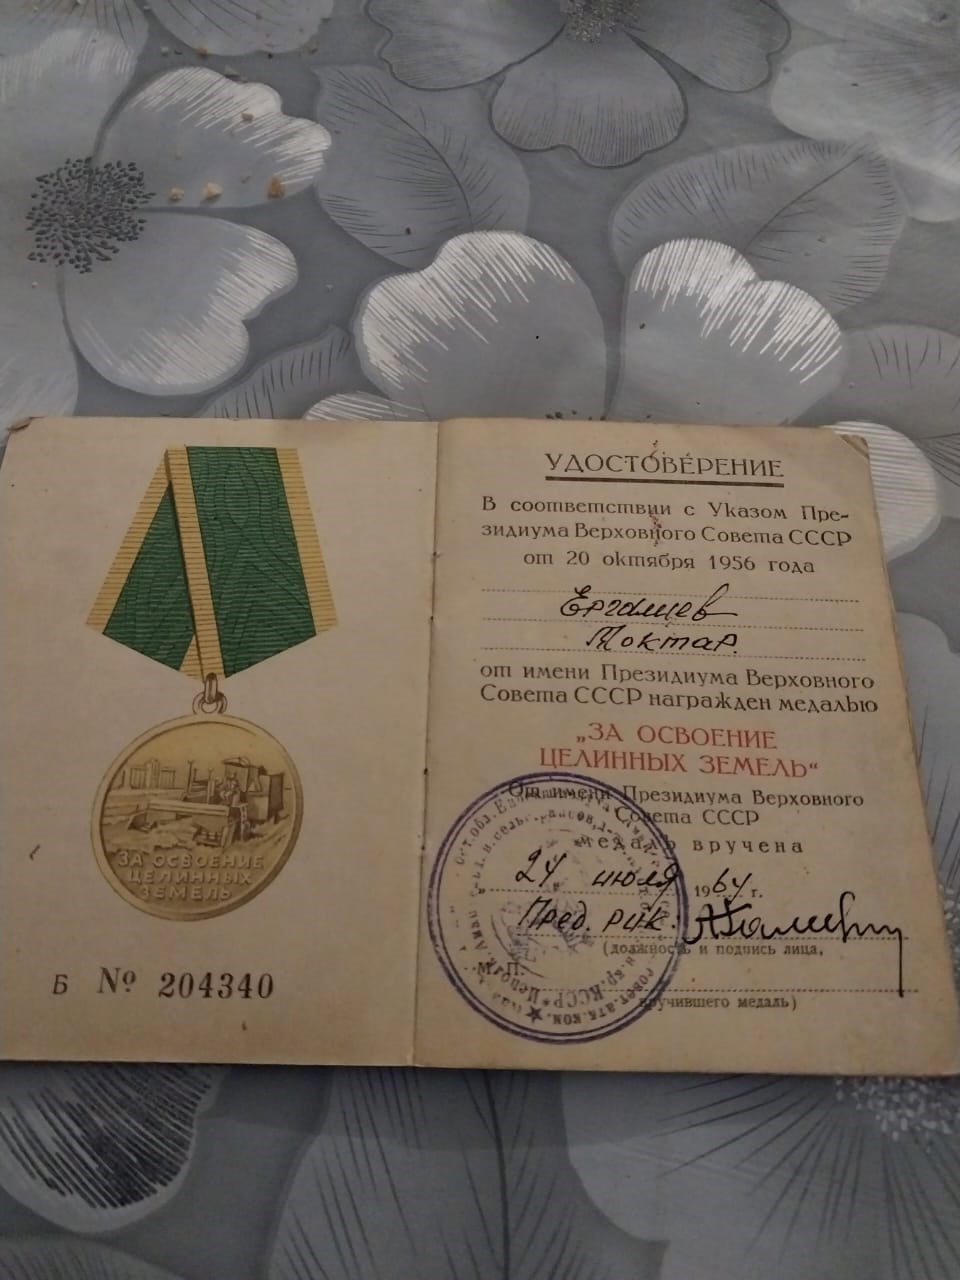 ЗА ОСВОЕНИЕ
ЦЕЛИННЫХ
ЗЕМЕЛЬ
Б № 204340
УДОСТОВЕРЕНИЕ
В соответствии с Указом Пре-
зидиума Верховного Совета СССР
от 20 октября 1956 года
Ергалиев
Токтар.
от имени Президиума Верховного
Совета СССР награжден медалью
„ЗА ОСВОЕНИЕ
ЦЕЛИННЫХ ЗЕМЕЛЬ“
От имени Президиума Верховного
Совета СССР
медаль вручена
24 июля 1964 г.
Пред. рик:
(должность и подпись лица,
М. П.
вручившего медаль)